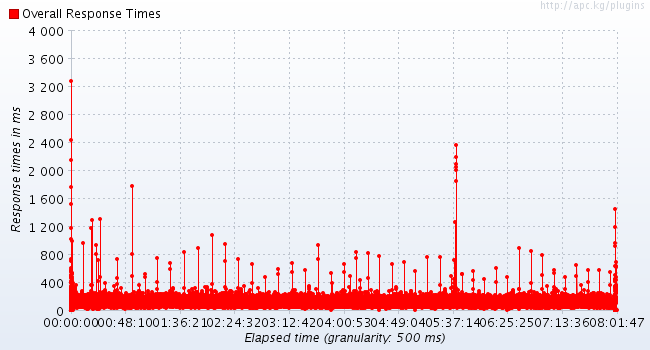 http://apc.kg/plugins
Overall Response Times
4 000
3 600
3 200
2 800
2 400
2 000
1 600
1 200
800
400
0
Response times in ms
00:00:00 00:48:10 01:36:21 02:24:32 03:12:42 04:00:53 04:49:04 05:37:14 06:25:25 07:13:36 08:01:47
Elapsed time (granularity: 500 ms)